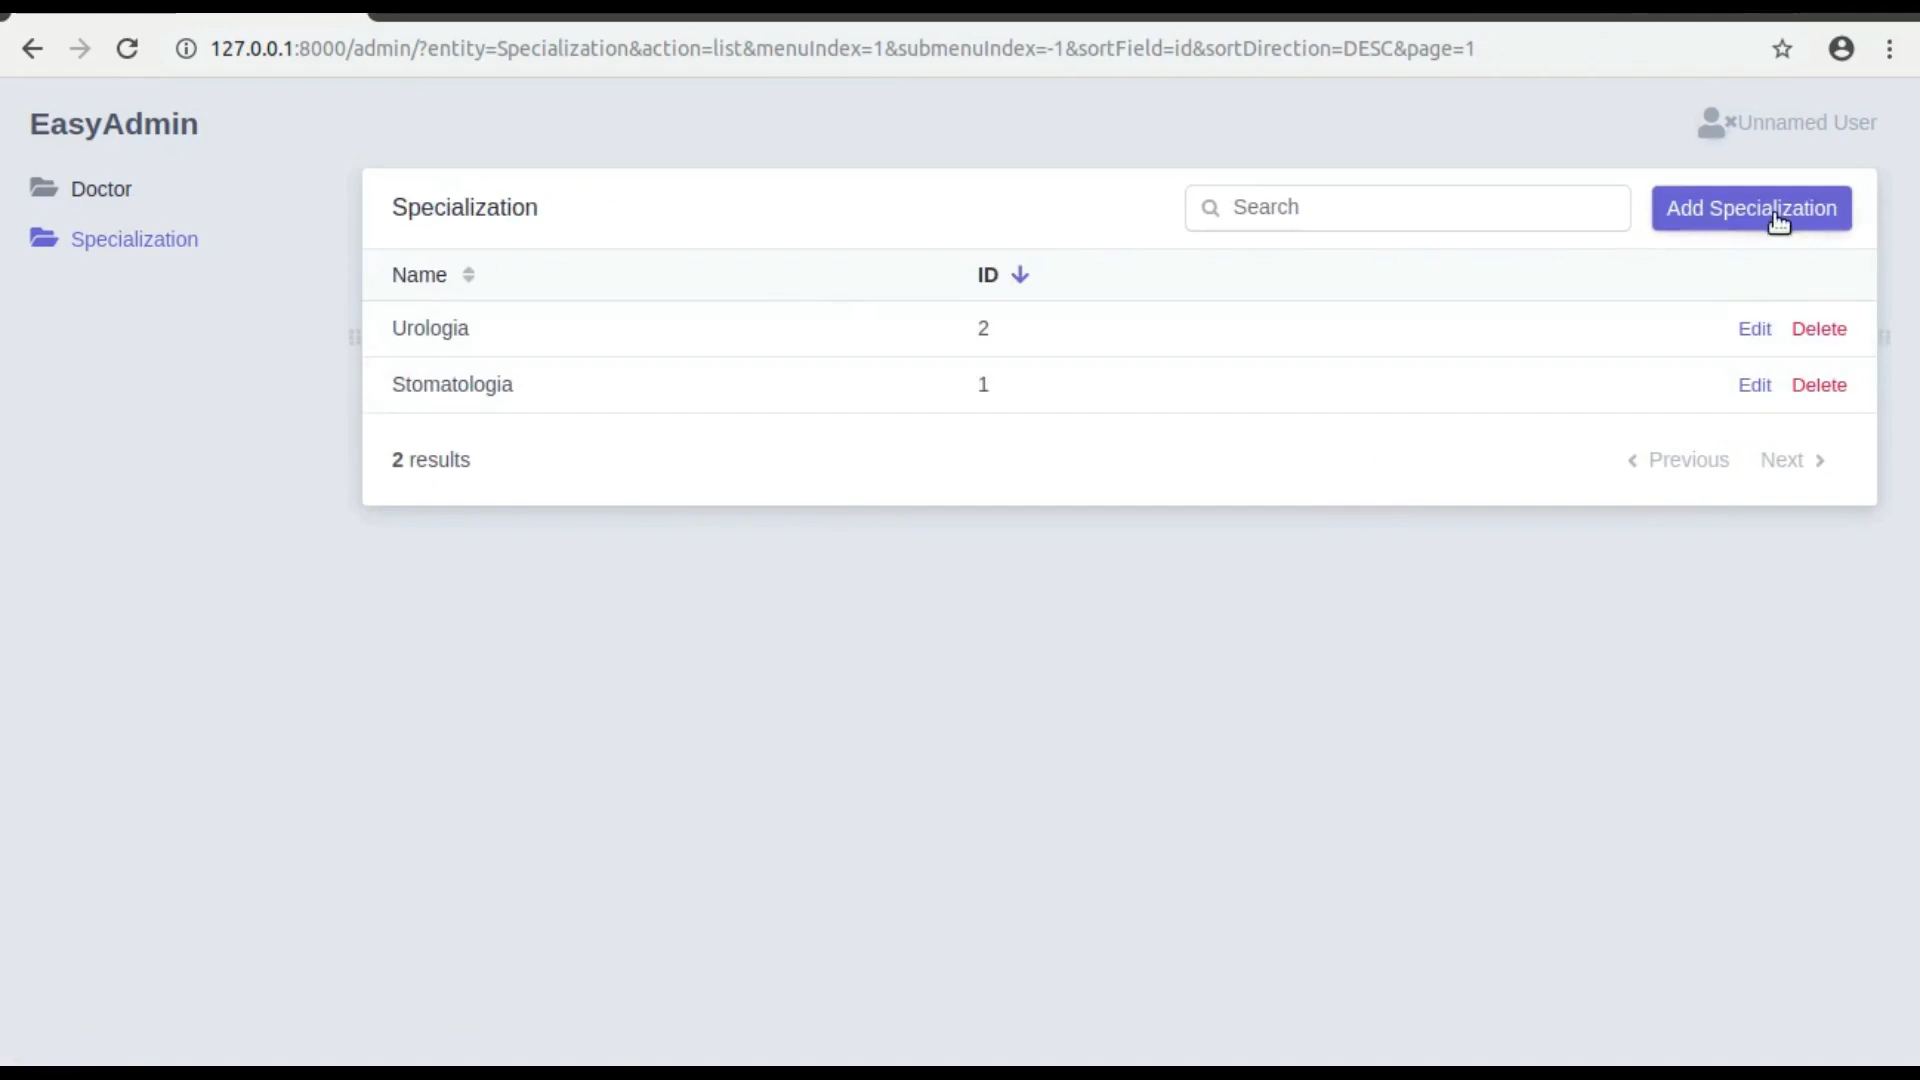 127.0.0.1:8000/admin/?entity=Specialization&action=list&menuIndex=1&submenuIndex=-1&sortField=id&sortDirection=DESC&page=1
EasyAdmin
Unnamed User
Doctor
Specialization
Specialization
Search
Add Specialization
Name ID
Urologia 2 Edit Delete
Stomatologia 1 Edit Delete
2 results
Previous Next